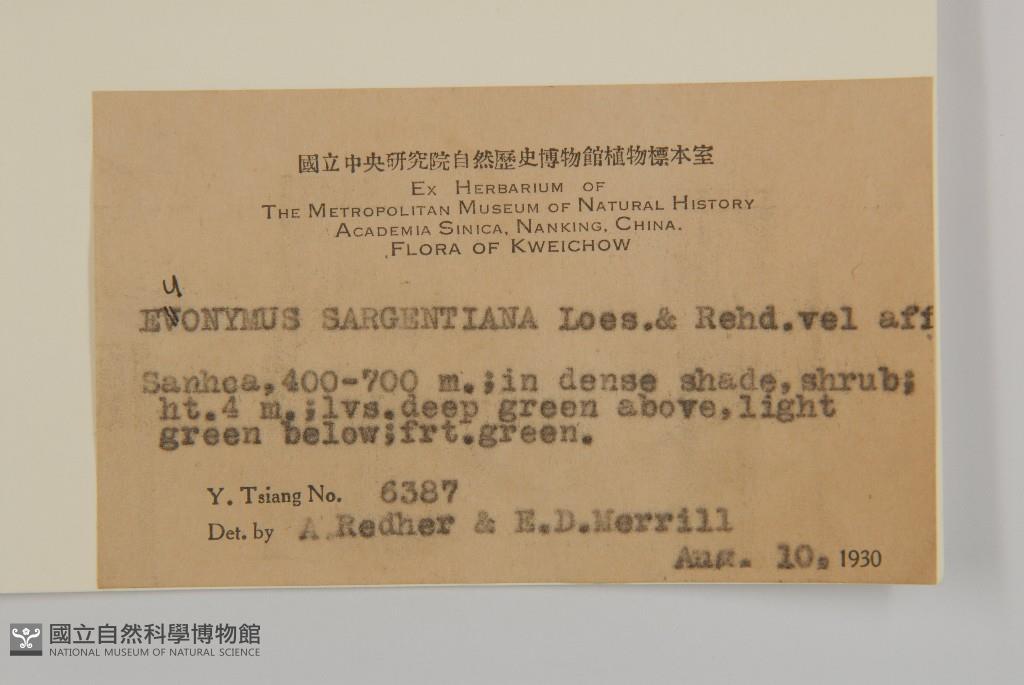 國立中央研究院自然歷史博物館植物標本室
Ex Herbarium of
The Metropolitan Museum of Natural History
Academia Sinica, Nanking, China.
Flora of Kweichow
u
EVONYMUS SARGENTIANA Loes.& Rehd.vel aff
Sanhoa,400-700 m.;in dense shade,shrub;
ht.4 m.;lvs.deep green above,light
green below;frt.green.
Y. Tsiang No. 6387
Det. by A.Redher & E.D.Merrill
Aug. 10, 1930
國立自然科學博物館
NATIONAL MUSEUM OF NATURAL SCIENCE